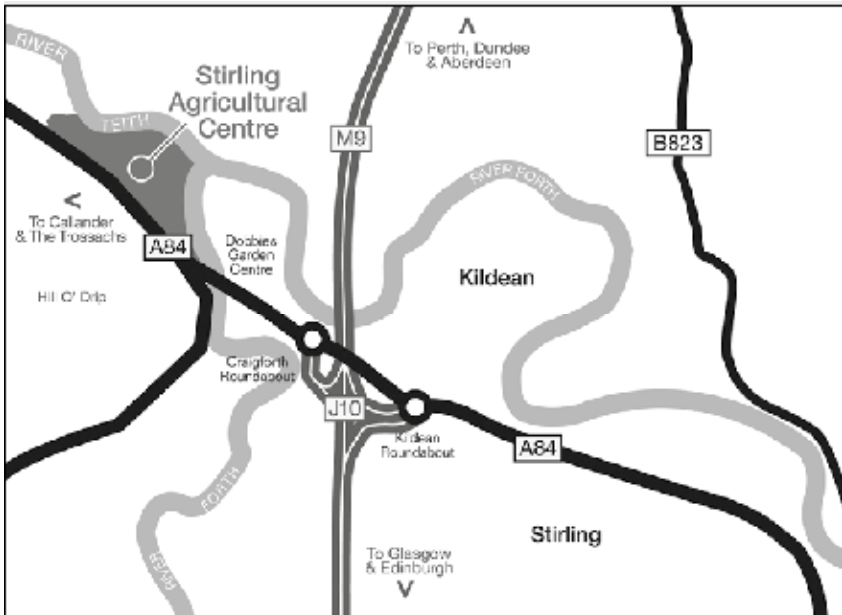 To Perth, Dundee
& Aberdeen
RIVER
TEITH
Stirling
Agricultural
Centre
M9
B823
RIVER FORTH
To Callander
& The Trossachs
A84
Dobbies
Garden
Centre
Kildean
Hill O' Drip
Craigforth
Roundabout
J10
Kildean
Roundabout
A84
FORTH
RIVER
Stirling
To Glasgow
& Edinburgh